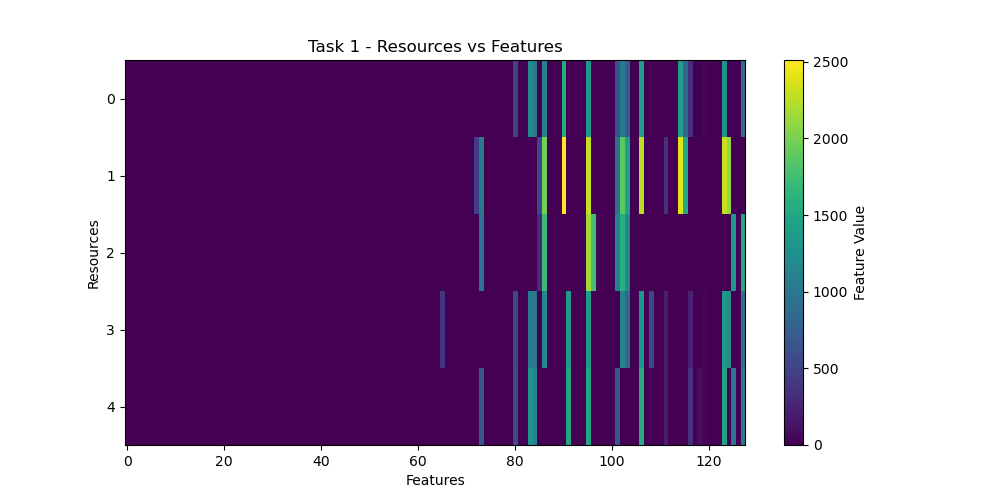 Task 1 - Resources vs Features
Resources
0
1
2
3
4
0 20 40 60 80 100 120
Features
2500
2000
1500
1000
500
0
Feature Value